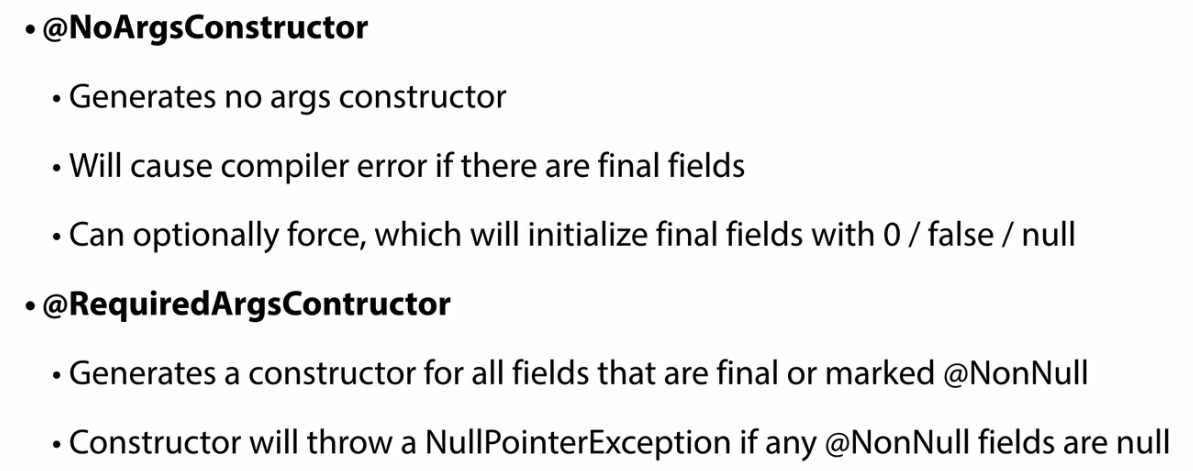 • @NoArgsConstructor
• Generates no args constructor
• Will cause compiler error if there are final fields
• Can optionally force, which will initialize final fields with 0 / false / null
• @RequiredArgsContructor
• Generates a constructor for all fields that are final or marked @NonNull
• Constructor will throw a NullPointerException if any @NonNull fields are null